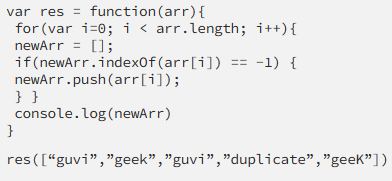 var res = function(arr){
for(var i=0; i < arr.length; i++){
newArr = [];
if(newArr.indexOf(arr[i]) == -1) {
newArr.push(arr[i]);
} }
console.log(newArr)
}
res([“guvi”,”geek”,”guvi”,”duplicate”,”geeK”])